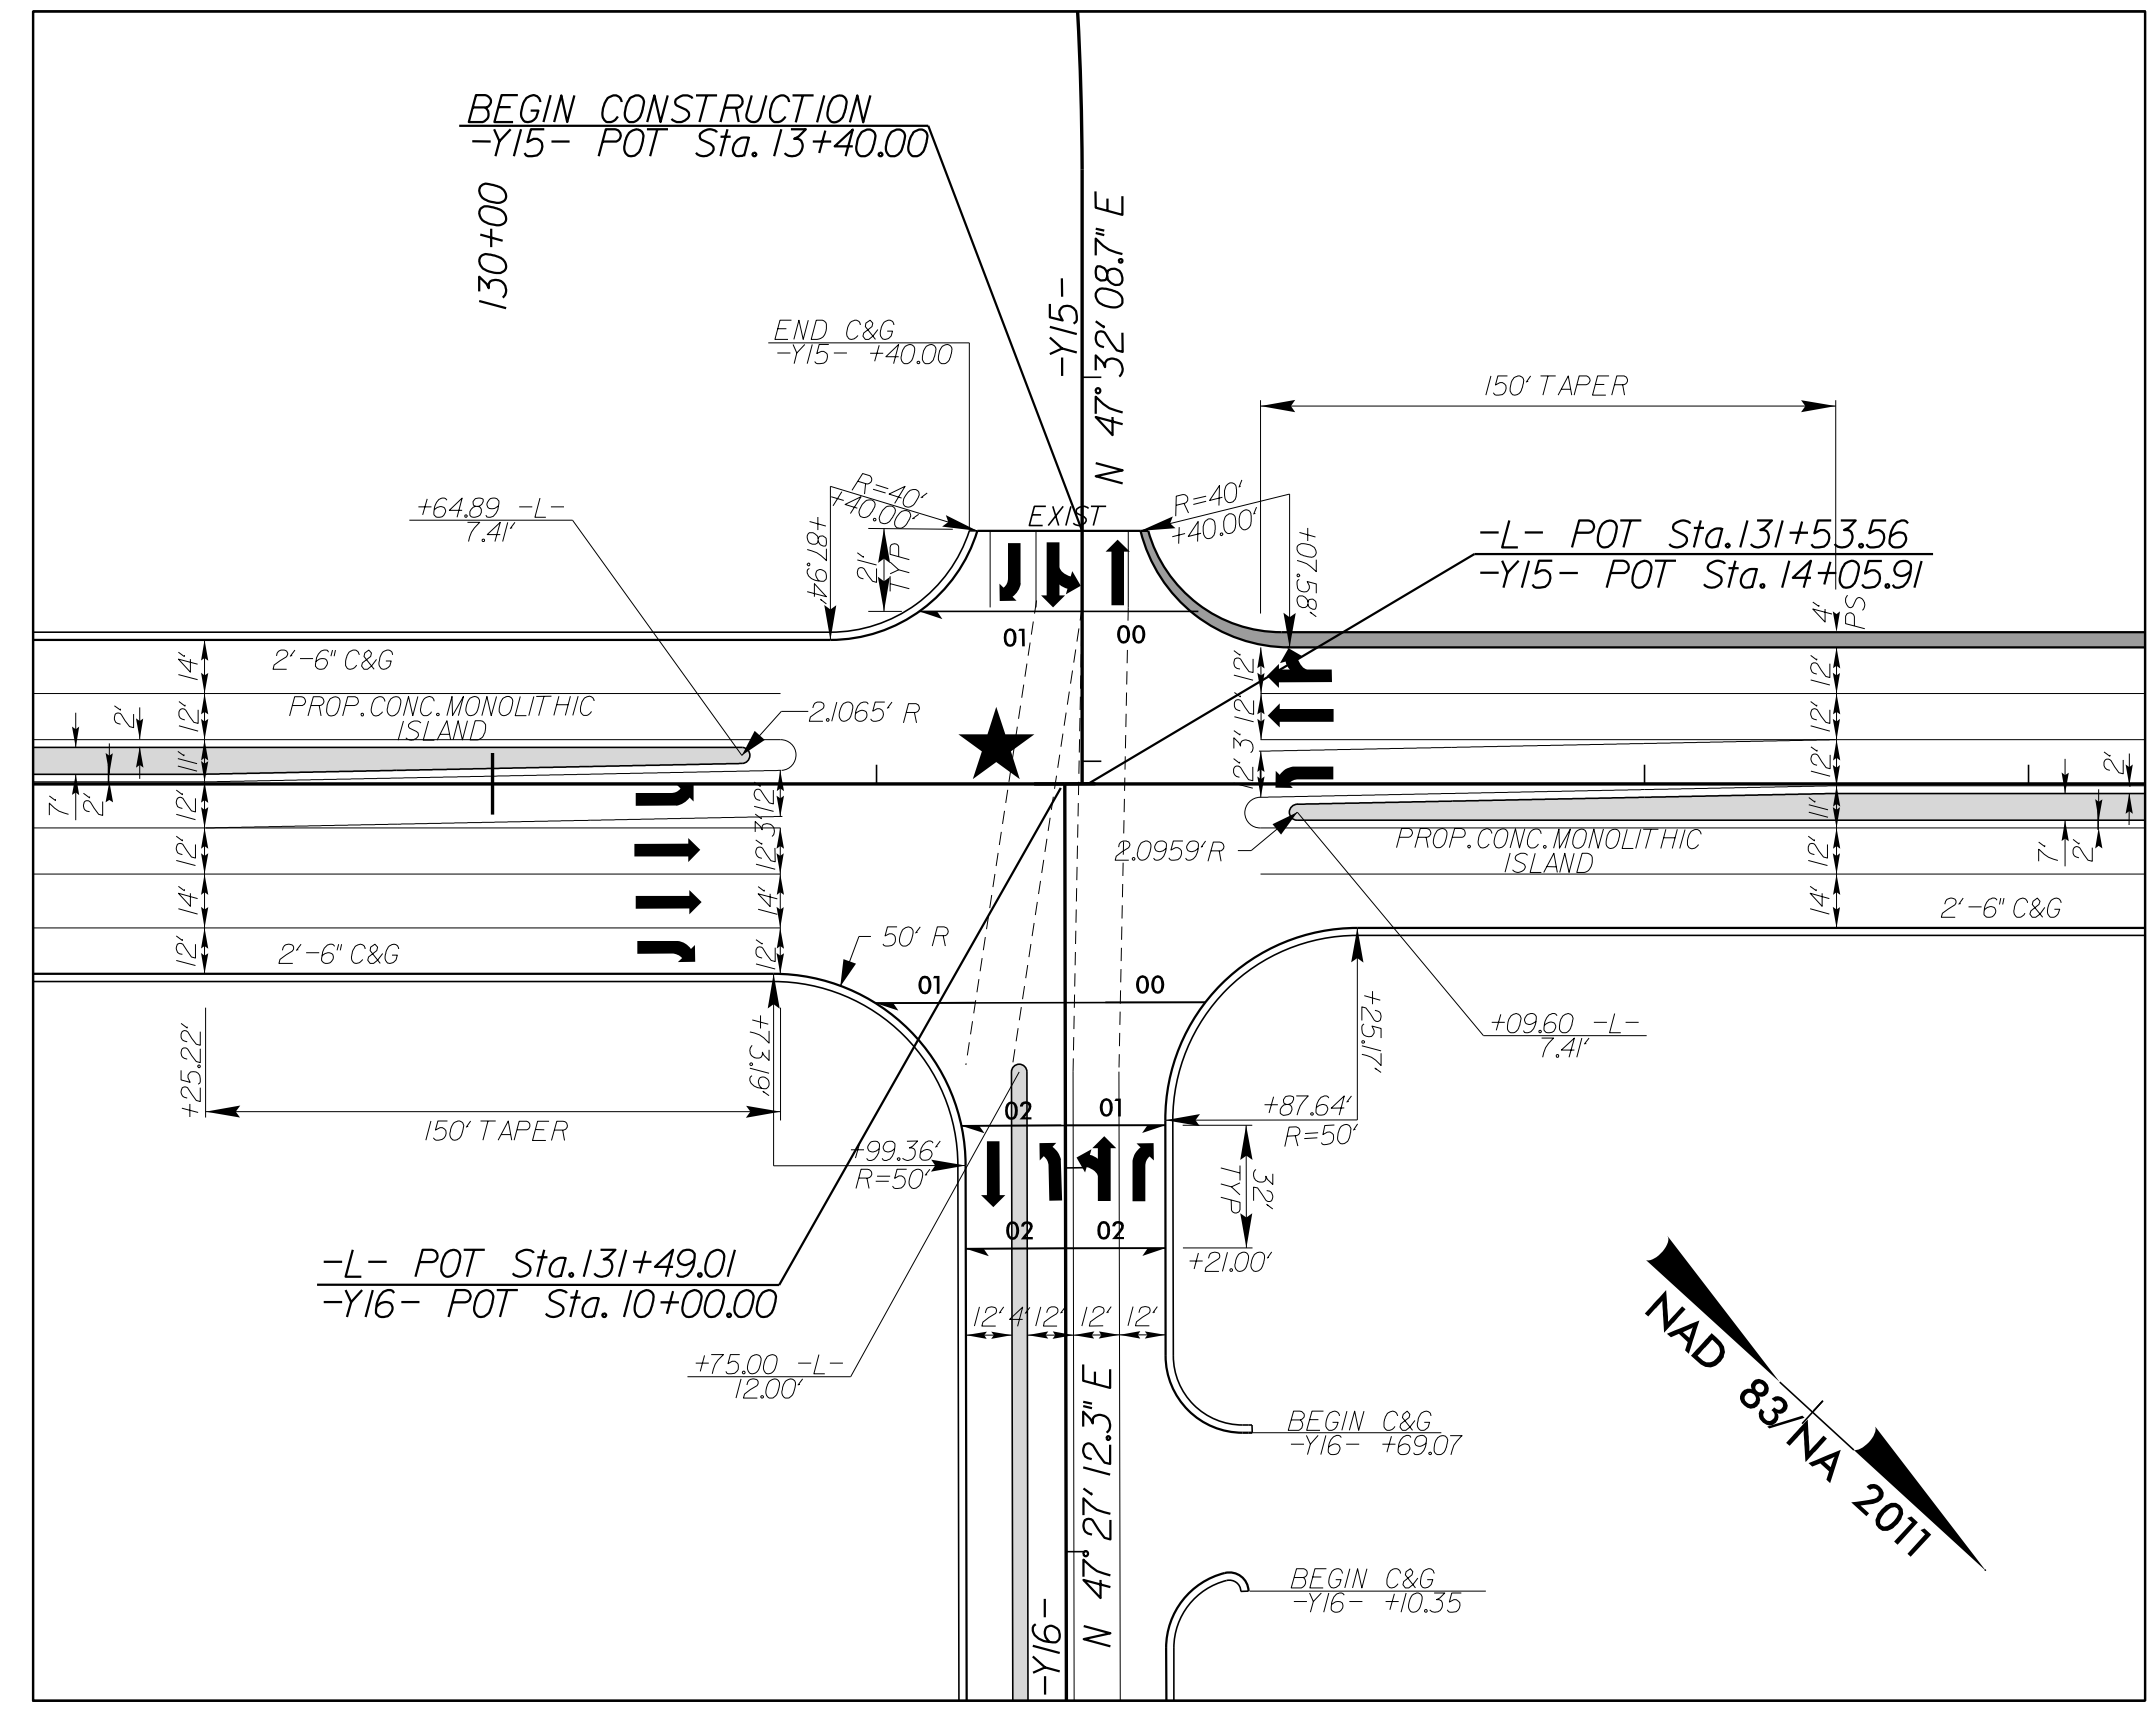 BEGIN CONSTRUCTION
-Y15- POT Sta. 13+40.00
130+00
-Y15-
N 47° 32' 08.7" E
END C&G
-Y15- +40.00
150' TAPER
+64.89 -L-
7.41'
R=40'
+40.00'
+87.94'
21'
TYP
EXIST
R=40'
+40.00'
+07.58'
-L- POT Sta. 131+53.56
-Y15- POT Sta. 14+05.91
4'
PS
01
00
14'
2'-6" C&G
12'
PROP. CONC. MONOLITHIC
ISLAND
2'
11'
7'
2'
2.1065' R
12'
12'
3'
12'
12'
12'
12'
2'
11'
12'
14'
7'
2'
12'
12'
14'
12'
12'
3'
12'
14'
12'
2.0959' R
PROP. CONC. MONOLITHIC
ISLAND
2'-6" C&G
2'-6" C&G
50' R
01
00
+25.22'
150' TAPER
+73.19'
+25.17'
+09.60 -L-
7.41'
02
01
+99.36'
R=50'
+87.64'
R=50'
32'
TYP
02
02
+21.00'
-L- POT Sta. 131+49.01
-Y16- POT Sta. 10+00.00
12'
4'
12'
12'
12'
+75.00 -L-
12.00'
N 47° 27' 12.3" E
-Y16-
BEGIN C&G
-Y16- +69.07
BEGIN C&G
-Y16- +10.35
NAD 83/NA 2011